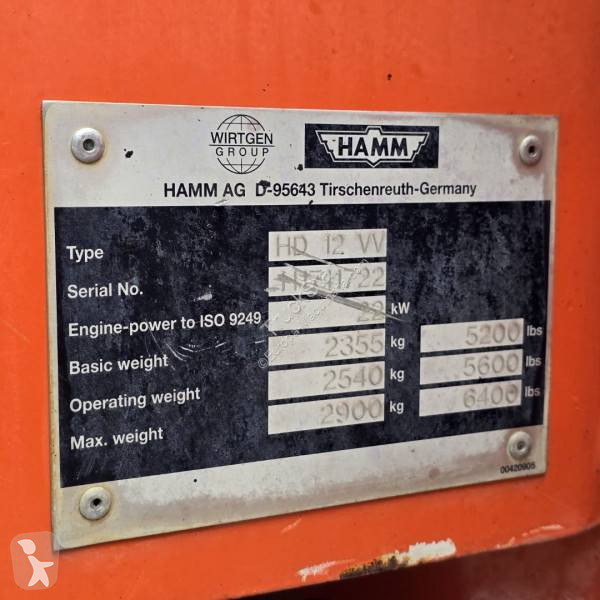 WIRTGEN
GROUP
HAMM
HAMM AG D-95643 Tirschenreuth-Germany
Type HD 12 VV
Serial No. H1741722
Engine-power to ISO 9249 22 kW
Basic weight 2355 kg 5200 lbs
Operating weight 2540 kg 5600 lbs
Max. weight 2900 kg 6400 lbs
00420905